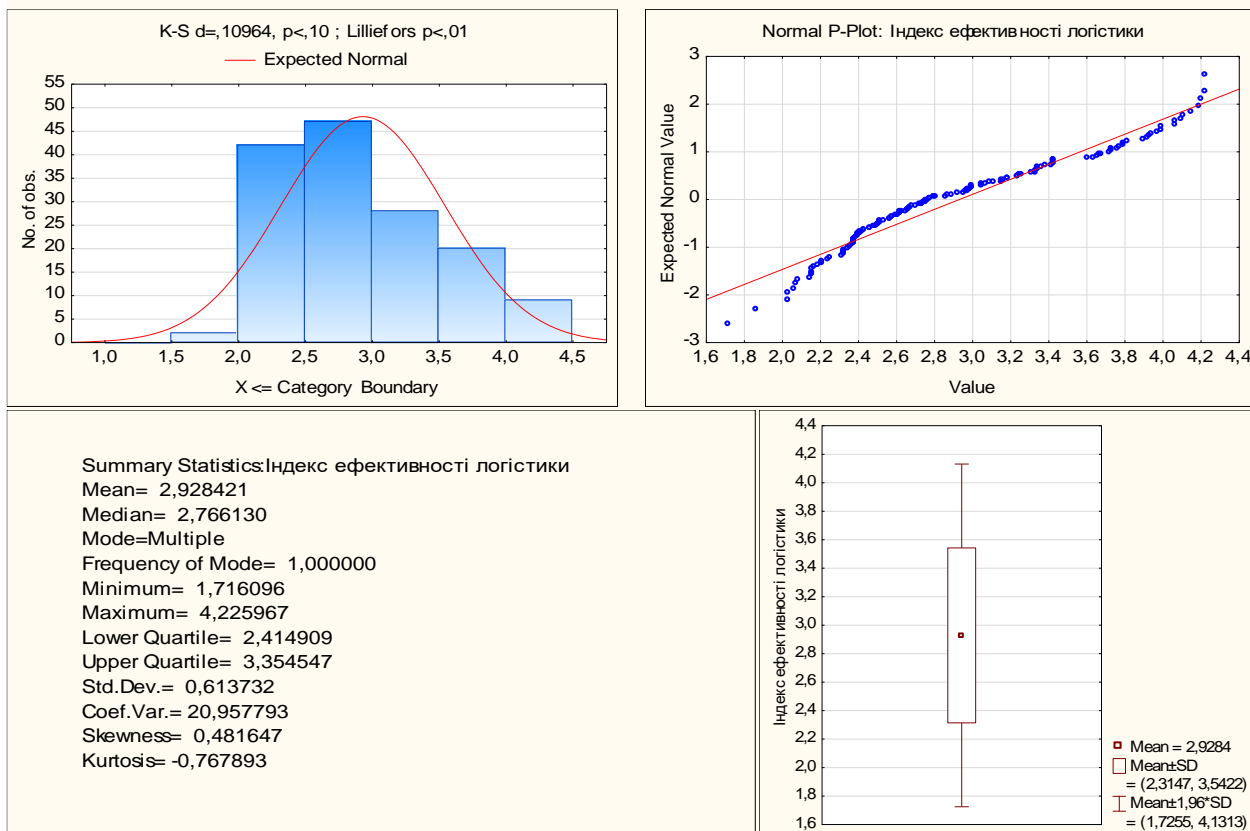 K-S d=,10964, p<,10 ; Lilliefors p<,01
Expected Normal
55
50
45
40
35
30
25
20
15
10
5
0
No. of obs.
1,0 1,5 2,0 2,5 3,0 3,5 4,0 4,5
X <= Category Boundary
Normal P-Plot: Індекс ефективності логістики
3
2
1
0
-1
-2
-3
Expected Normal Value
1,6 1,8 2,0 2,2 2,4 2,6 2,8 3,0 3,2 3,4 3,6 3,8 4,0 4,2 4,4
Value
Summary Statistics:Індекс ефективності логістики
Mean= 2,928421
Median= 2,766130
Mode=Multiple
Frequency of Mode= 1,000000
Minimum= 1,716096
Maximum= 4,225967
Lower Quartile= 2,414909
Upper Quartile= 3,354547
Std.Dev.= 0,613732
Coef.Var.= 20,957793
Skewness= 0,481647
Kurtosis= -0,767893
4,4
4,2
4,0
3,8
3,6
3,4
3,2
3,0
2,8
2,6
2,4
2,2
2,0
1,8
1,6
Індекс ефективності логістики
Mean = 2,9284
Mean±SD
= (2,3147, 3,5422)
Mean±1,96*SD
= (1,7255, 4,1313)